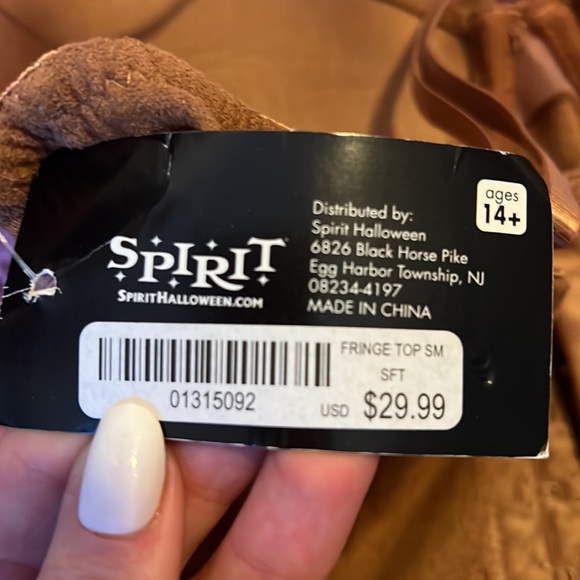 SPIRIT
SPIRITHALLOWEEN.COM
Distributed by:
Spirit Halloween
6826 Black Horse Pike
Egg Harbor Township, NJ
08234-4197
MADE IN CHINA
ages
14+
FRINGE TOP SM
SFT
01315092
USD $29.99